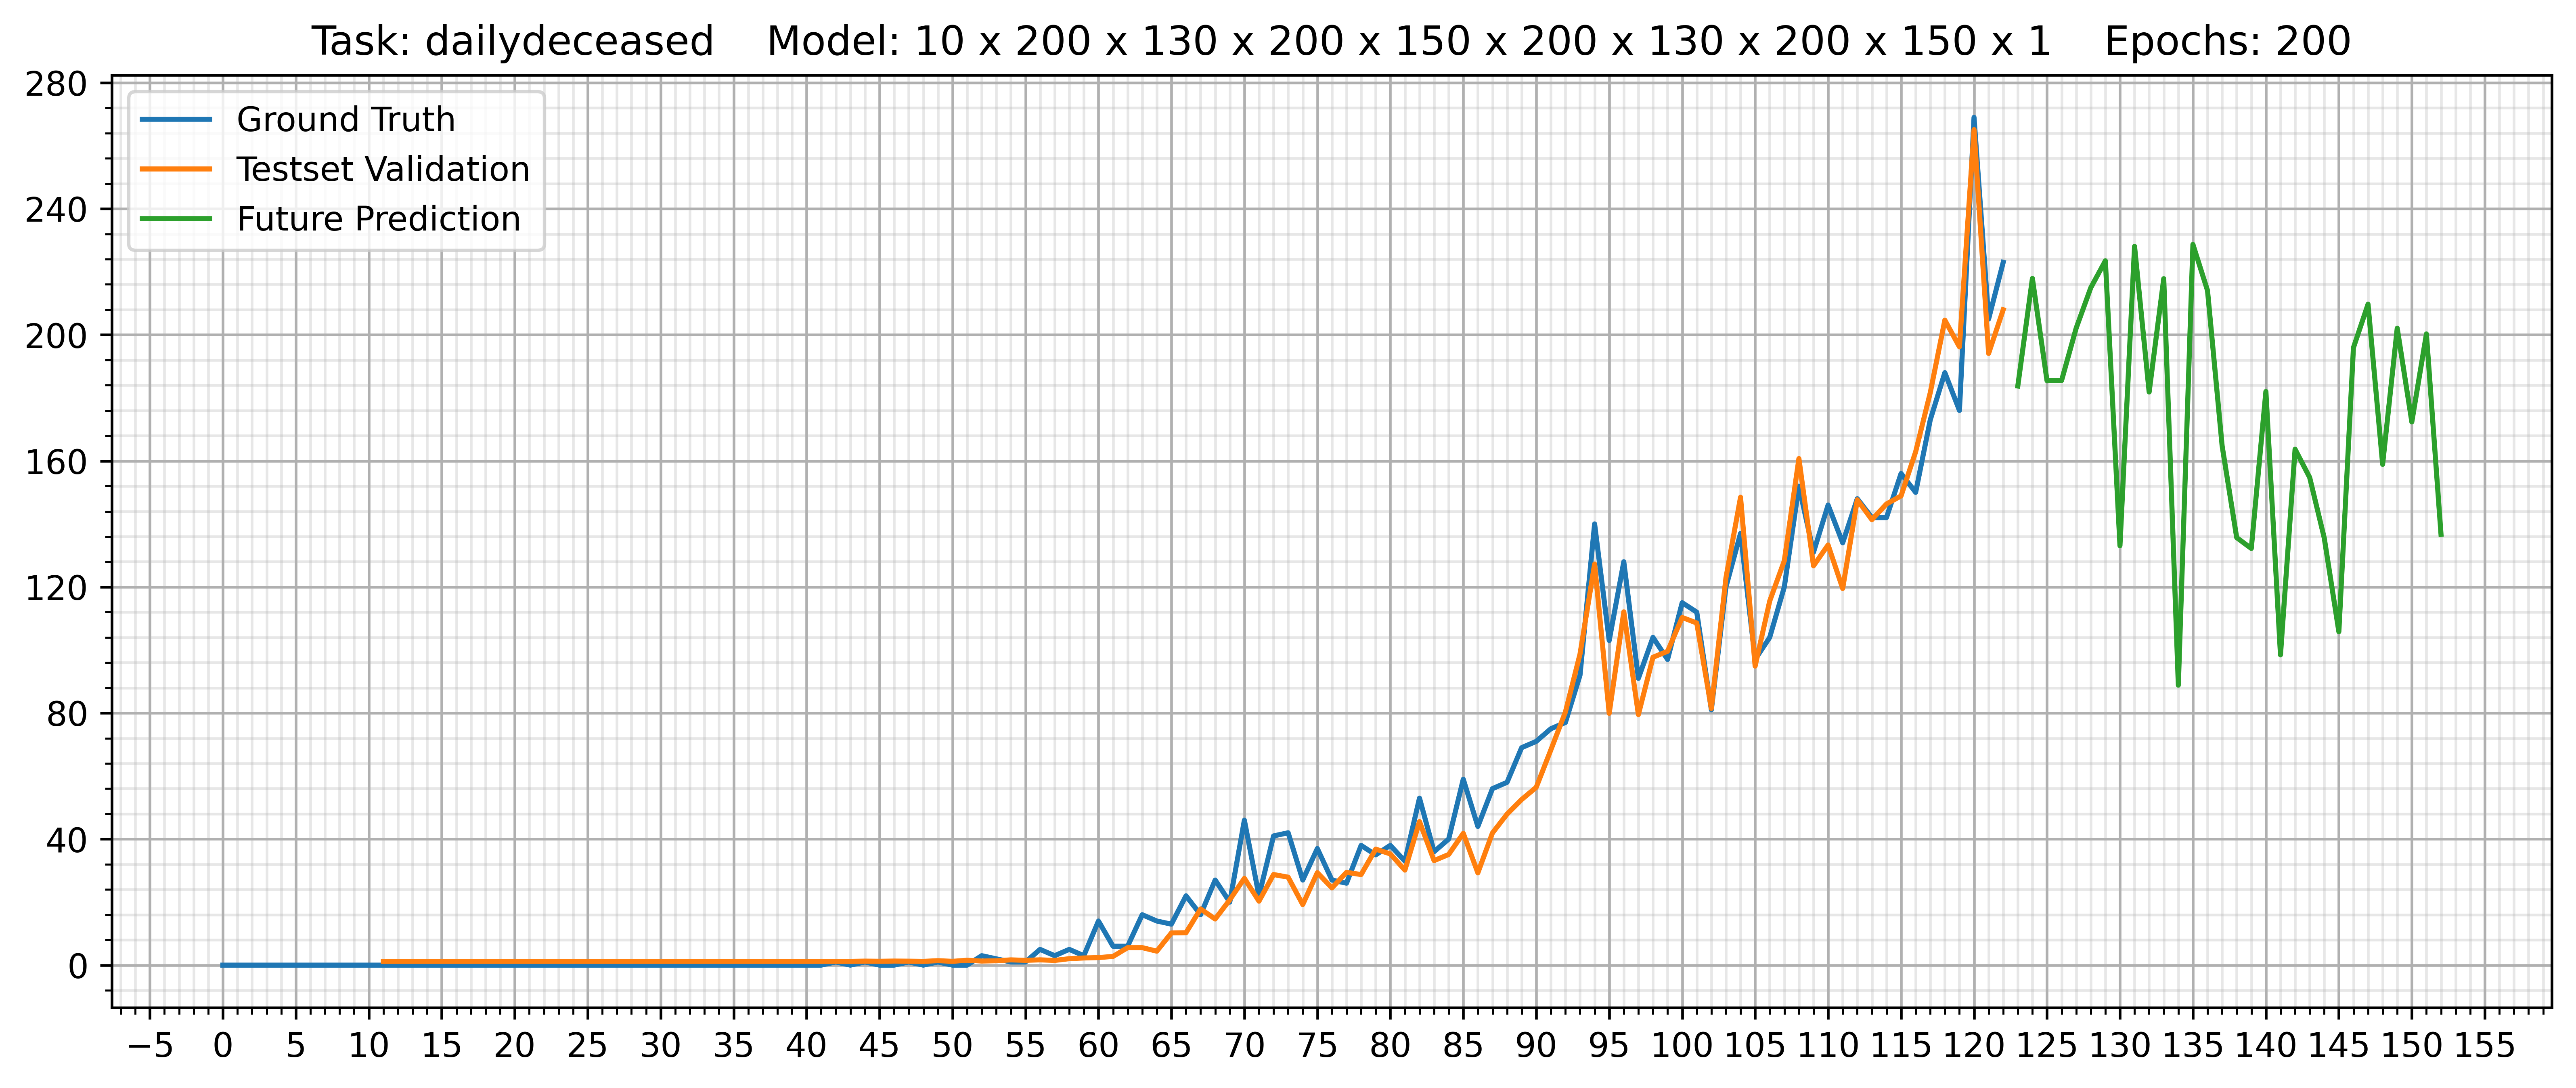 Task: dailydeceased    Model: 10 x 200 x 130 x 200 x 150 x 200 x 130 x 200 x 150 x 1    Epochs: 200
280
240
200
160
120
80
40
0
Ground Truth
Testset Validation
Future Prediction
−5 0 5 10 15 20 25 30 35 40 45 50 55 60 65 70 75 80 85 90 95 100 105 110 115 120 125 130 135 140 145 150 155